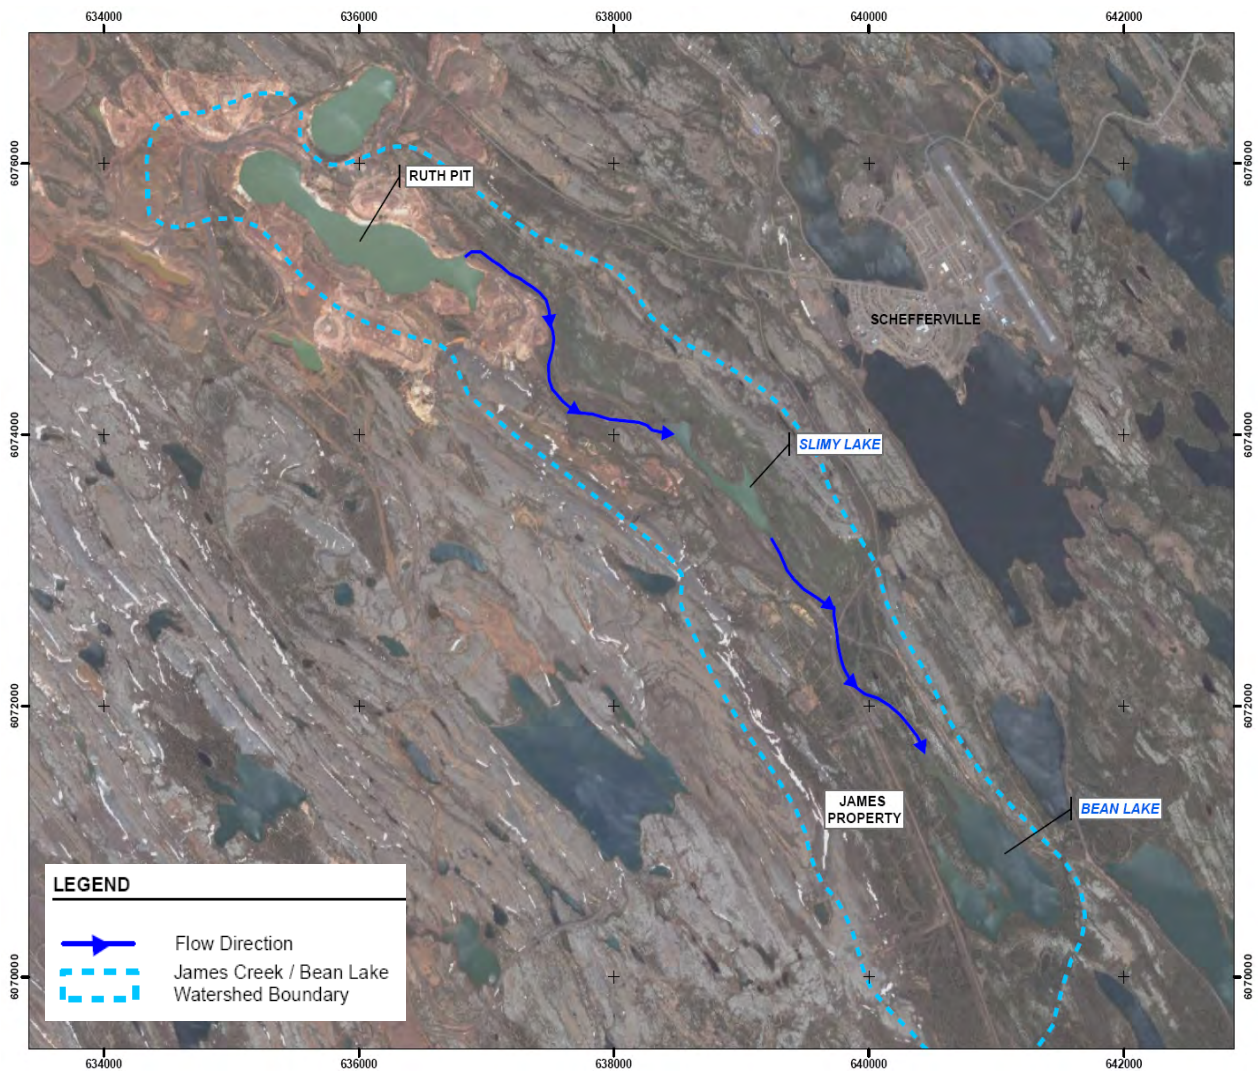 634000 636000 638000 640000 642000
6076000 6076000
RUTH PIT
SCHEFFERVILLE
6074000 6074000
SLIMY LAKE
6072000 6072000
JAMES
PROPERTY
BEAN LAKE
LEGEND
Flow Direction
James Creek / Bean Lake
Watershed Boundary
6070000 6070000
634000 636000 638000 640000 642000